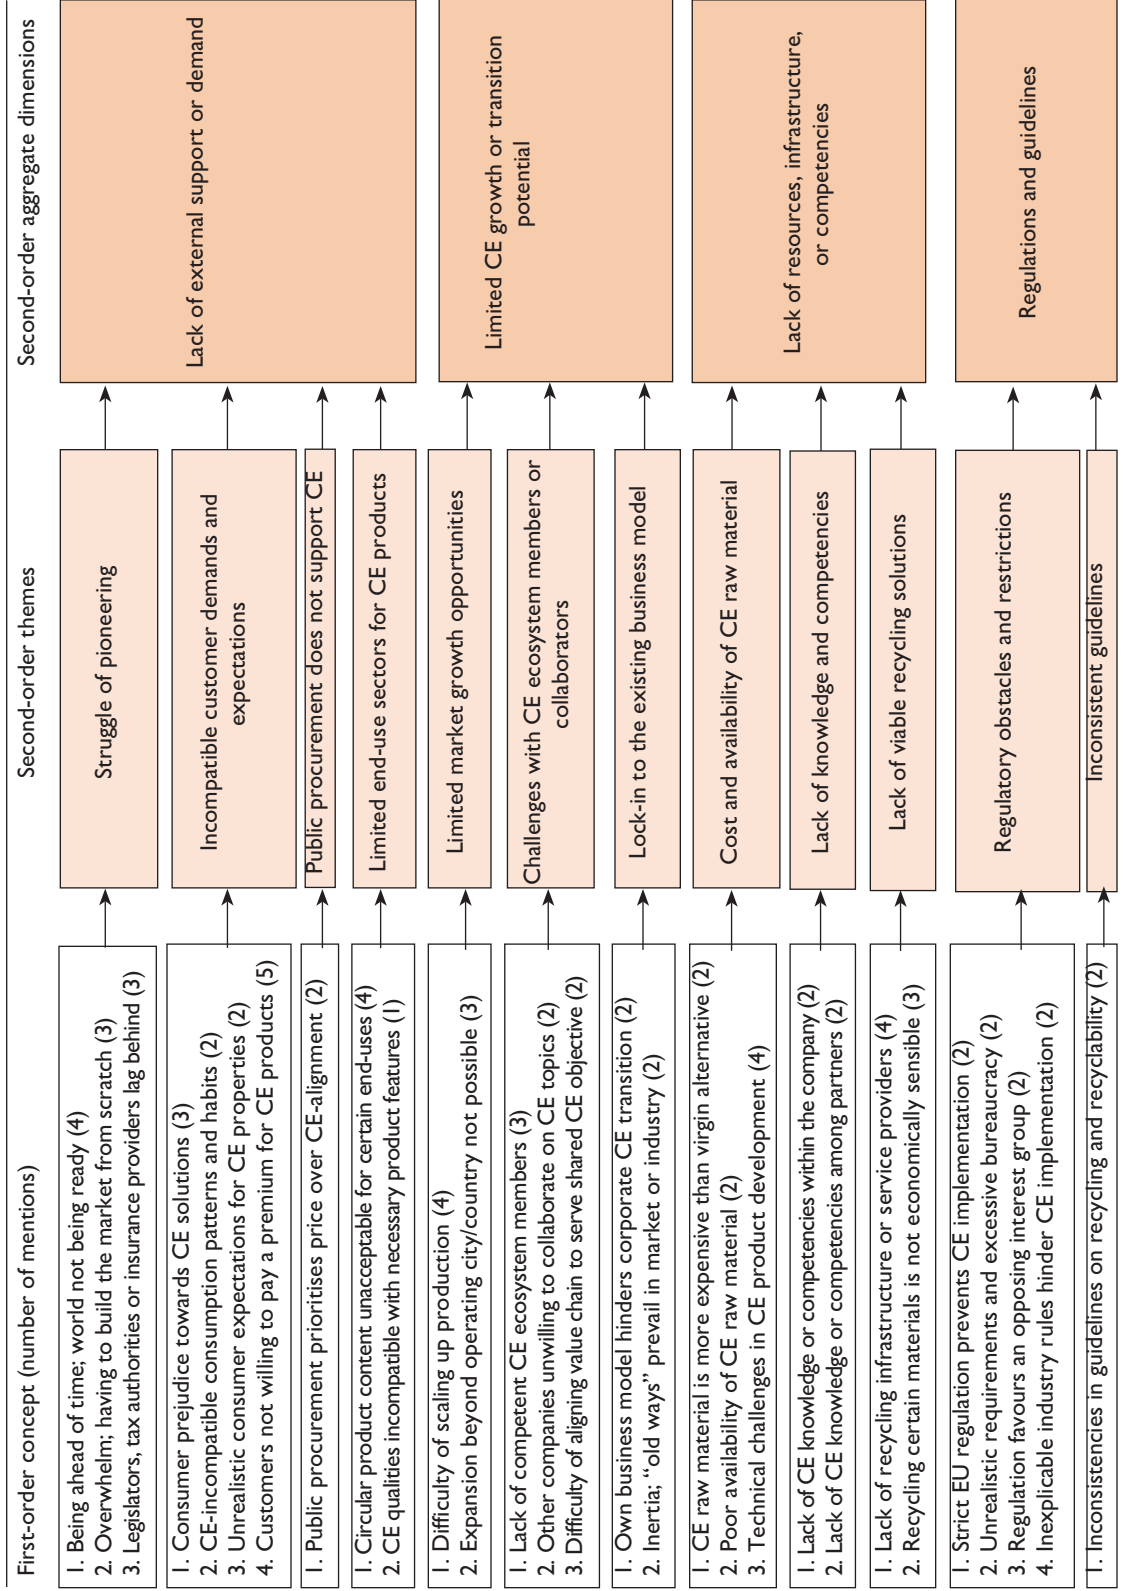 First-order concept (number of mentions)
Second-order themes
Second-order aggregate dimensions
1. Being ahead of time; world not being ready (4)
2. Overwhelm; having to build the market from scratch (3)
3. Legislators, tax authorities or insurance providers lag behind (3)
Struggle of pioneering
1. Consumer prejudice towards CE solutions (3)
2. CE-incompatible consumption patterns and habits (2)
3. Unrealistic consumer expectations for CE properties (2)
4. Customers not willing to pay a premium for CE products (5)
Incompatible customer demands and
expectations
1. Public procurement prioritises price over CE-alignment (2)
Public procurement does not support CE
1. Circular product content unacceptable for certain end-uses (4)
2. CE qualities incompatible with necessary product features (1)
Limited end-use sectors for CE products
Lack of external support or demand
1. Difficulty of scaling up production (4)
2. Expansion beyond operating city/country not possible (3)
Limited market growth opportunities
1. Lack of competent CE ecosystem members (3)
2. Other companies unwilling to collaborate on CE topics (2)
3. Difficulty of aligning value chain to serve shared CE objective (2)
Challenges with CE ecosystem members or
collaborators
1. Own business model hinders corporate CE transition (2)
2. Inertia; “old ways” prevail in market or industry (2)
Lock-in to the existing business model
Limited CE growth or transition
potential
1. CE raw material is more expensive than virgin alternative (2)
2. Poor availability of CE raw material (2)
3. Technical challenges in CE product development (4)
Cost and availability of CE raw material
1. Lack of CE knowledge or competencies within the company (2)
2. Lack of CE knowledge or competencies among partners (2)
Lack of knowledge and competencies
1. Lack of recycling infrastructure or service providers (4)
2. Recycling certain materials is not economically sensible (3)
Lack of viable recycling solutions
Lack of resources, infrastructure,
or competencies
1. Strict EU regulation prevents CE implementation (2)
2. Unrealistic requirements and excessive bureaucracy (2)
3. Regulation favours an opposing interest group (2)
4. Inexplicable industry rules hinder CE implementation (2)
Regulatory obstacles and restrictions
1. Inconsistencies in guidelines on recycling and recyclability (2)
Inconsistent guidelines
Regulations and guidelines